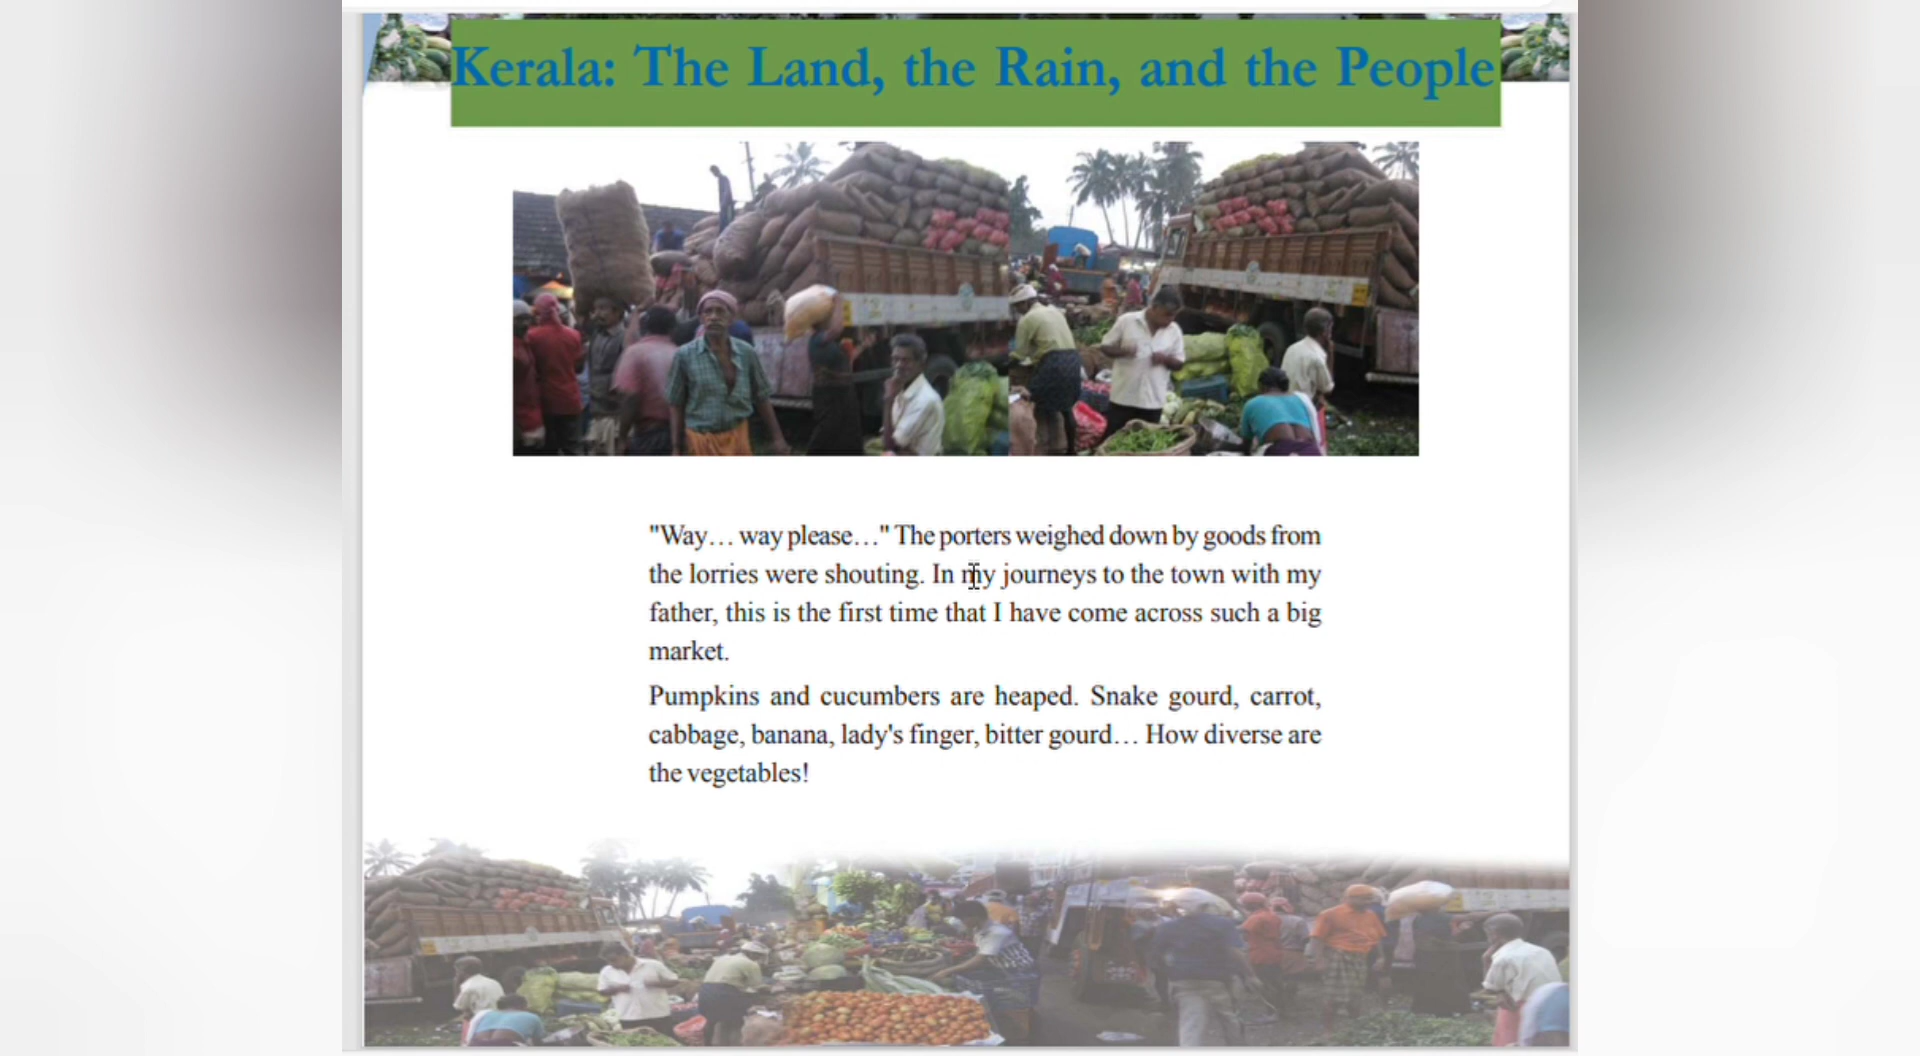 Kerala: The Land, the Rain, and the People
"Way… way please…" The porters weighed down by goods from
the lorries were shouting. In my journeys to the town with my
father, this is the first time that I have come across such a big
market.
Pumpkins and cucumbers are heaped. Snake gourd, carrot,
cabbage, banana, lady's finger, bitter gourd… How diverse are
the vegetables!